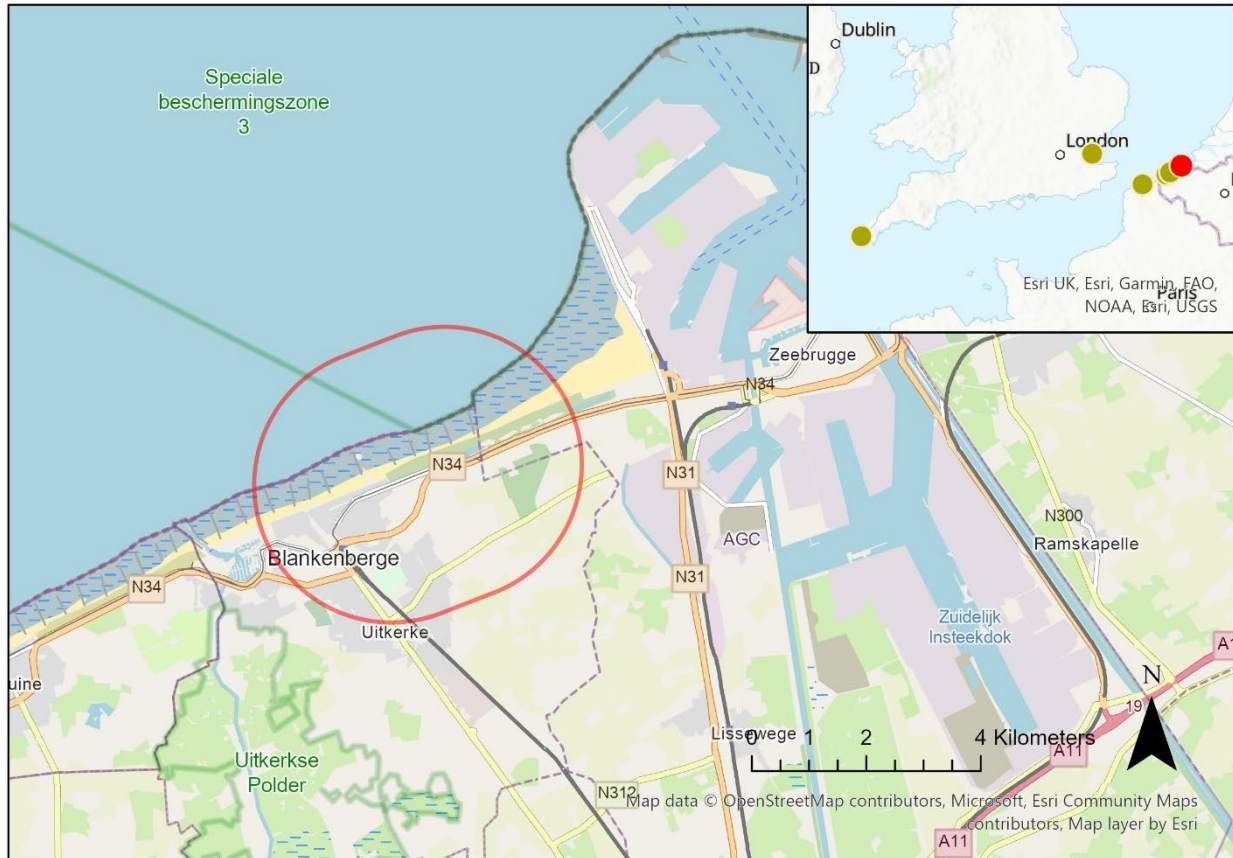 Speciale
beschermingszone
3
Dublin
D
London
Paris
Esri UK, Esri, Garmin, FAO,
NOAA, Esri, USGS
Zeebrugge
N34
N34
N31
N300
Ramskapelle
AGC
Blankenberge
N34
N31
Uitkerke
Zuidelijk
Insteekdok
uine
A1
N
19
Lissewege
0 1 2 4 Kilometers
A11
Uitkerkse
Polder
N312
Map data © OpenStreetMap contributors, Microsoft, Esri Community Maps
contributors, Map layer by Esri
A11